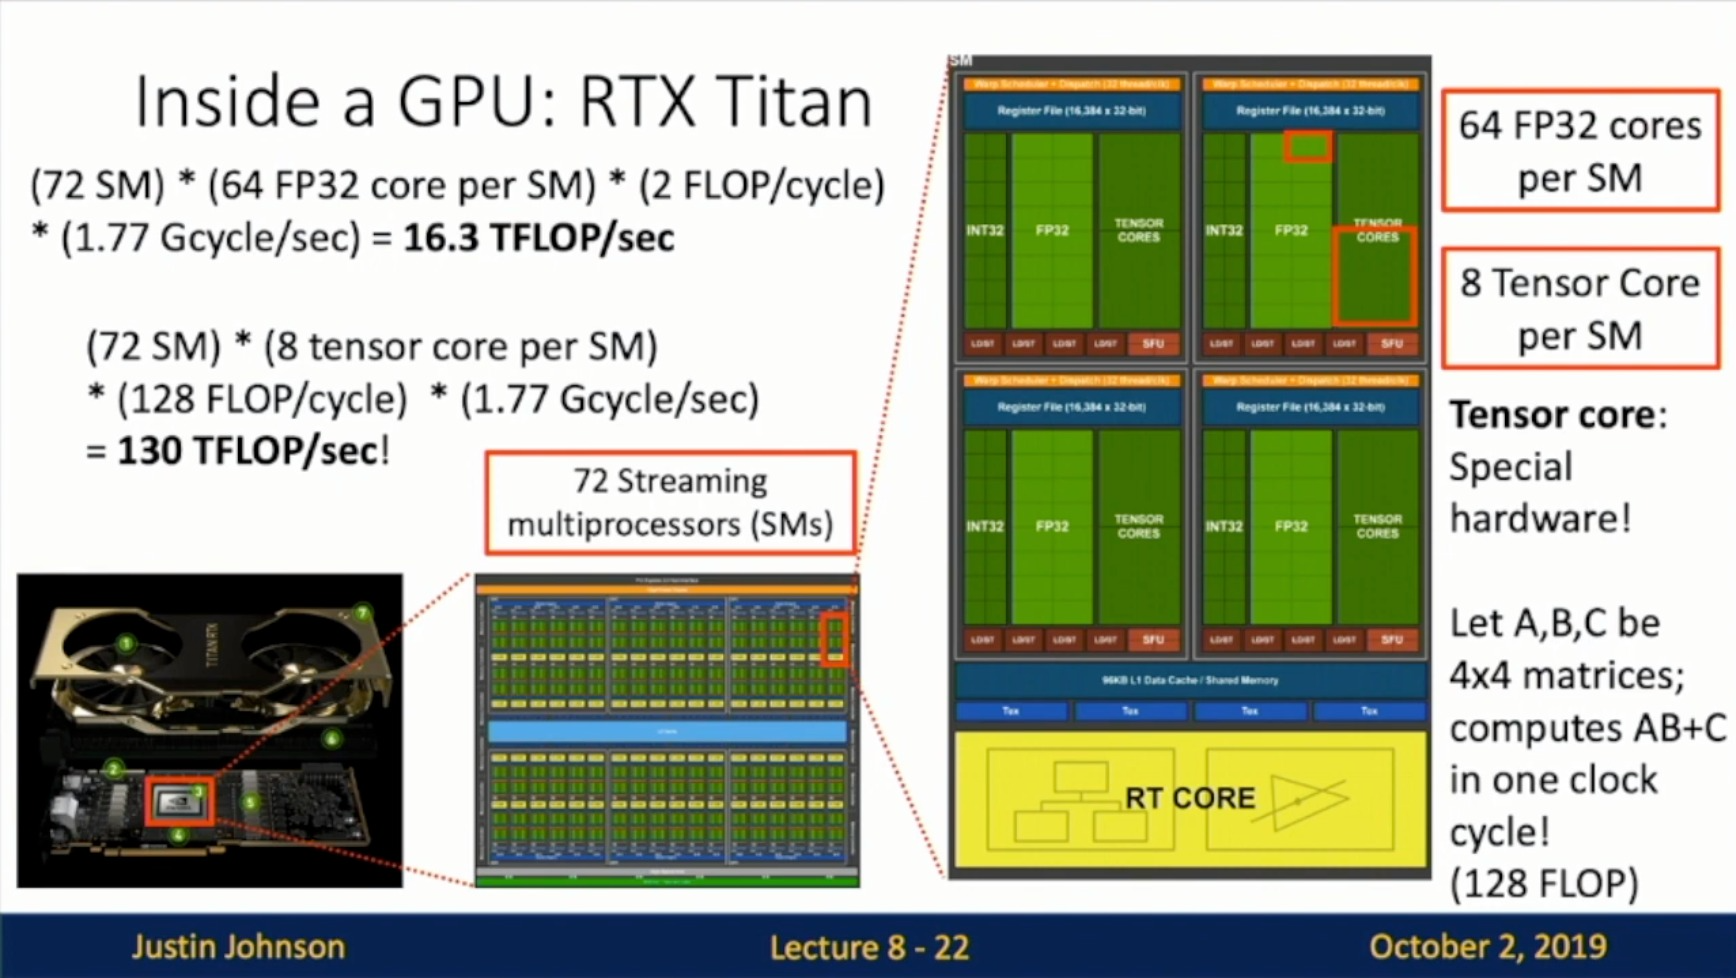 Inside a GPU: RTX Titan
(72 SM) * (64 FP32 core per SM) * (2 FLOP/cycle)
* (1.77 Gcycle/sec) = 16.3 TFLOP/sec
(72 SM) * (8 tensor core per SM)
* (128 FLOP/cycle) * (1.77 Gcycle/sec)
= 130 TFLOP/sec!
72 Streaming
multiprocessors (SMs)
TITAN RTX
1
7
6
2
3
5
4
SM
Warp Scheduler + Dispatch (32 thread/clk)
Register File (16,384 x 32-bit)
INT32
FP32
TENSOR
CORES
LD/ST LD/ST LD/ST LD/ST SFU
Warp Scheduler + Dispatch (32 thread/clk)
Register File (16,384 x 32-bit)
INT32
FP32
TENSOR
CORES
LD/ST LD/ST LD/ST LD/ST SFU
Warp Scheduler + Dispatch (32 thread/clk)
Register File (16,384 x 32-bit)
INT32
FP32
TENSOR
CORES
LD/ST LD/ST LD/ST LD/ST SFU
Warp Scheduler + Dispatch (32 thread/clk)
Register File (16,384 x 32-bit)
INT32
FP32
TENSOR
CORES
LD/ST LD/ST LD/ST LD/ST SFU
96KB L1 Data Cache / Shared Memory
Tex Tex Tex Tex
RT CORE
64 FP32 cores
per SM
8 Tensor Core
per SM
Tensor core:
Special
hardware!
Let A,B,C be
4x4 matrices;
computes AB+C
in one clock
cycle!
(128 FLOP)
Justin Johnson
Lecture 8 - 22
October 2, 2019